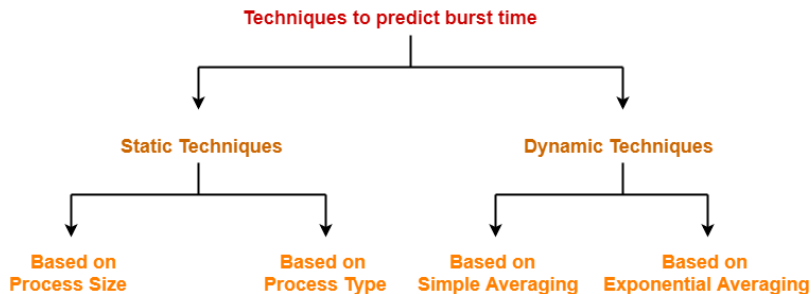 Techniques to predict burst time
Static Techniques
Dynamic Techniques
Based on
Process Size
Based on
Process Type
Based on
Simple Averaging
Based on
Exponential Averaging